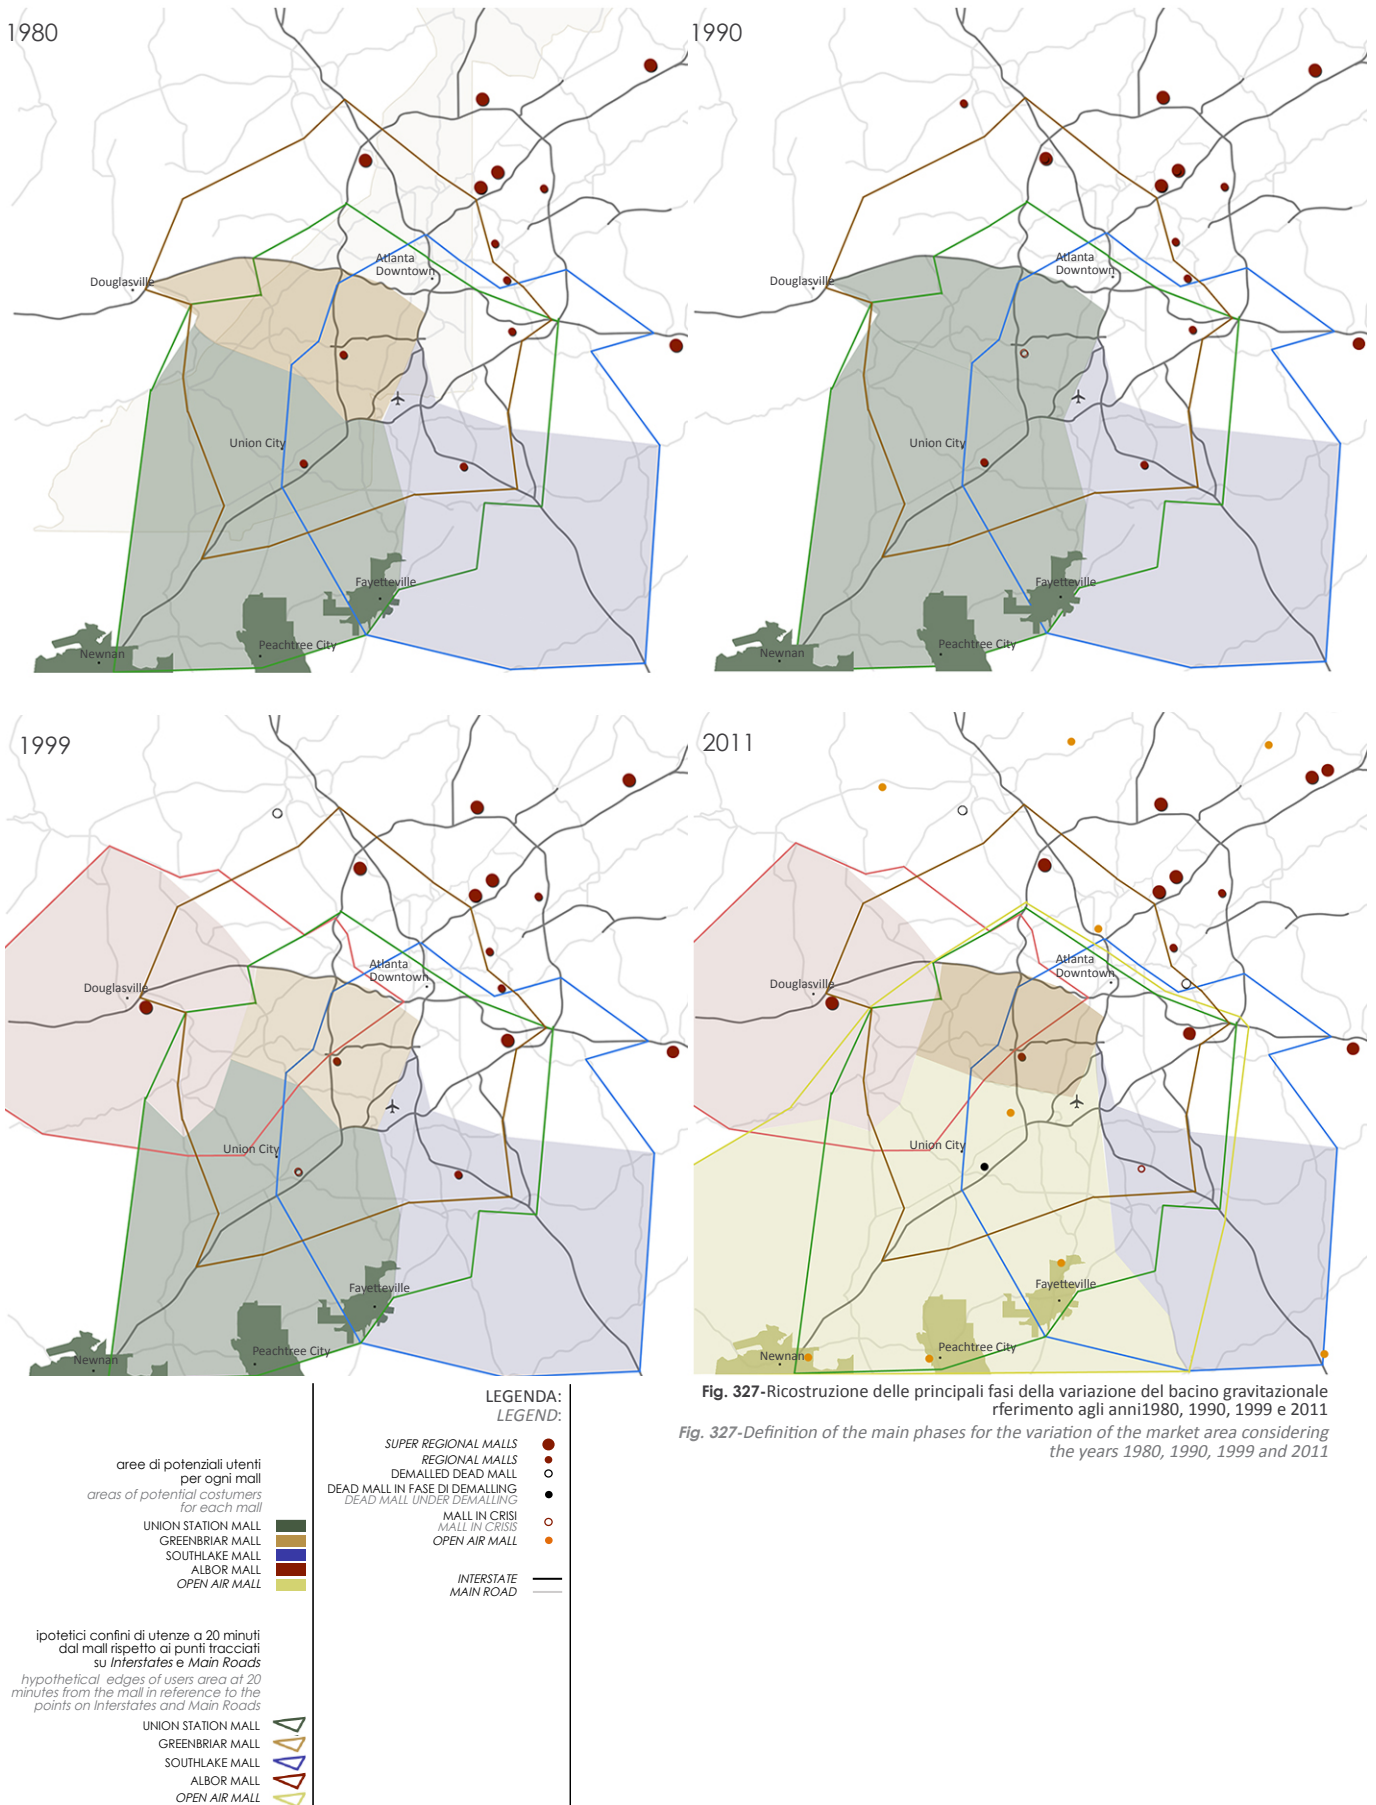 1980
Atlanta
Downtown
Douglasville
Union City
Fayetteville
Peachtree City
Newnan
1990
Atlanta
Downtown
Douglasville
Union City
Fayetteville
Peachtree City
Newnan
1999
Atlanta
Downtown
Douglasville
Union City
Fayetteville
Peachtree City
Newnan
2011
Atlanta
Downtown
Douglasville
Union City
Fayetteville
Peachtree City
Newnan
Fig. 327-Ricostruzione delle principali fasi della variazione del bacino gravitazionale
rferimento agli anni1980, 1990, 1999 e 2011
Fig. 327-Definition of the main phases for the variation of the market area considering
the years 1980, 1990, 1999 and 2011
aree di potenziali utenti
per ogni mall
areas of potential costumers
for each mall
UNION STATION MALL
GREENBRIAR MALL
SOUTHLAKE MALL
ALBOR MALL
OPEN AIR MALL
ipotetici confini di utenze a 20 minuti
dal mall rispetto ai punti tracciati
su Interstates e Main Roads
hypothetical edges of users area at 20
minutes from the mall in reference to the
points on Interstates and Main Roads
UNION STATION MALL
GREENBRIAR MALL
SOUTHLAKE MALL
ALBOR MALL
OPEN AIR MALL
LEGENDA:
LEGEND:
SUPER REGIONAL MALLS
REGIONAL MALLS
DEMALLED DEAD MALL
DEAD MALL IN FASE DI DEMALLING
DEAD MALL UNDER DEMALLING
MALL IN CRISI
MALL IN CRISIS
OPEN AIR MALL
INTERSTATE
MAIN ROAD